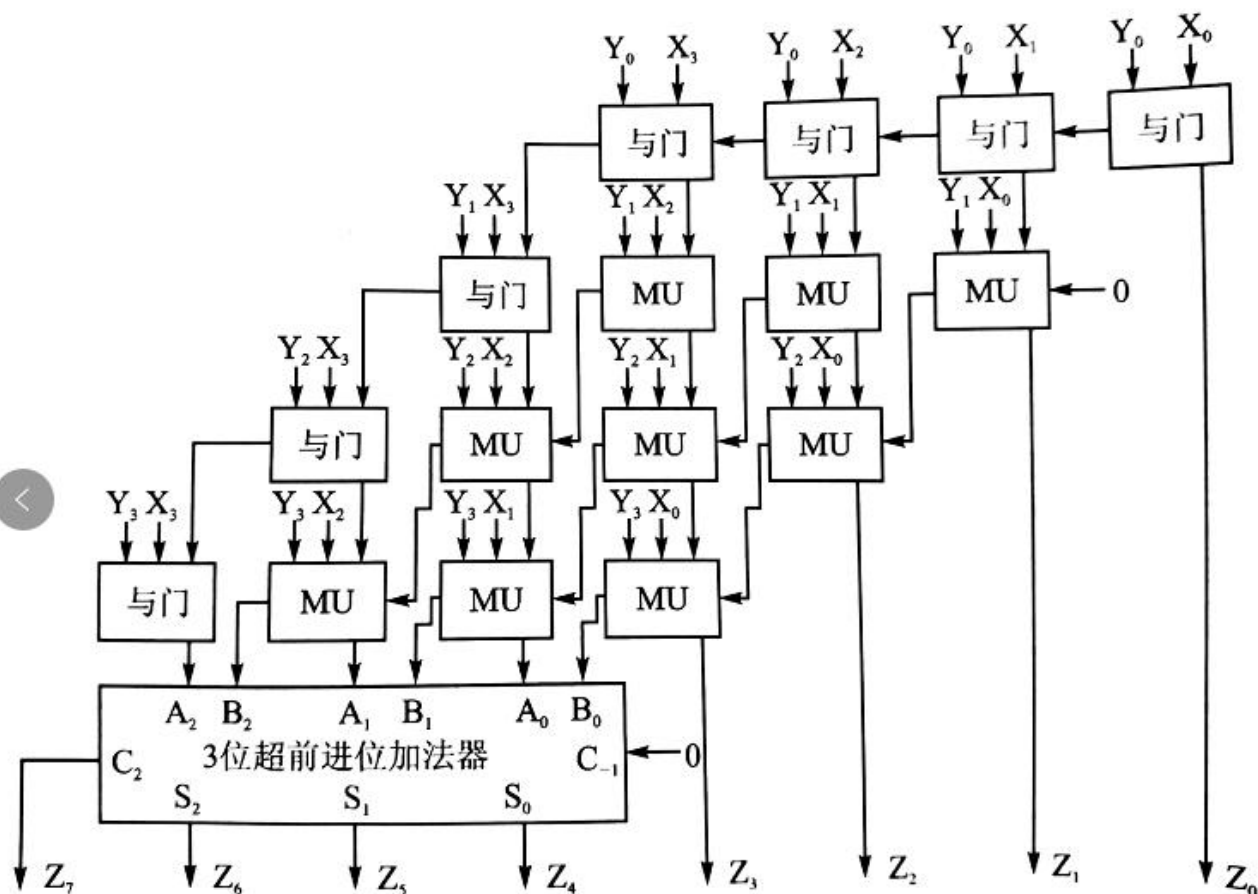 Y₀ X₃ Y₀ X₂ Y₀ X₁ Y₀ X₀
与门 与门 与门 与门
Y₁ X₃ Y₁ X₂ Y₁ X₁ Y₁ X₀
与门 MU MU MU 0
Y₂ X₃ Y₂ X₂ Y₂ X₁ Y₂ X₀
与门 MU MU MU
Y₃ X₃ Y₃ X₂ Y₃ X₁ Y₃ X₀
与门 MU MU MU
A₂ B₂ A₁ B₁ A₀ B₀
C₂ 3位超前进位加法器 C₋₁ 0
S₂ S₁ S₀
Z₇ Z₆ Z₅ Z₄ Z₃ Z₂ Z₁ Z₀